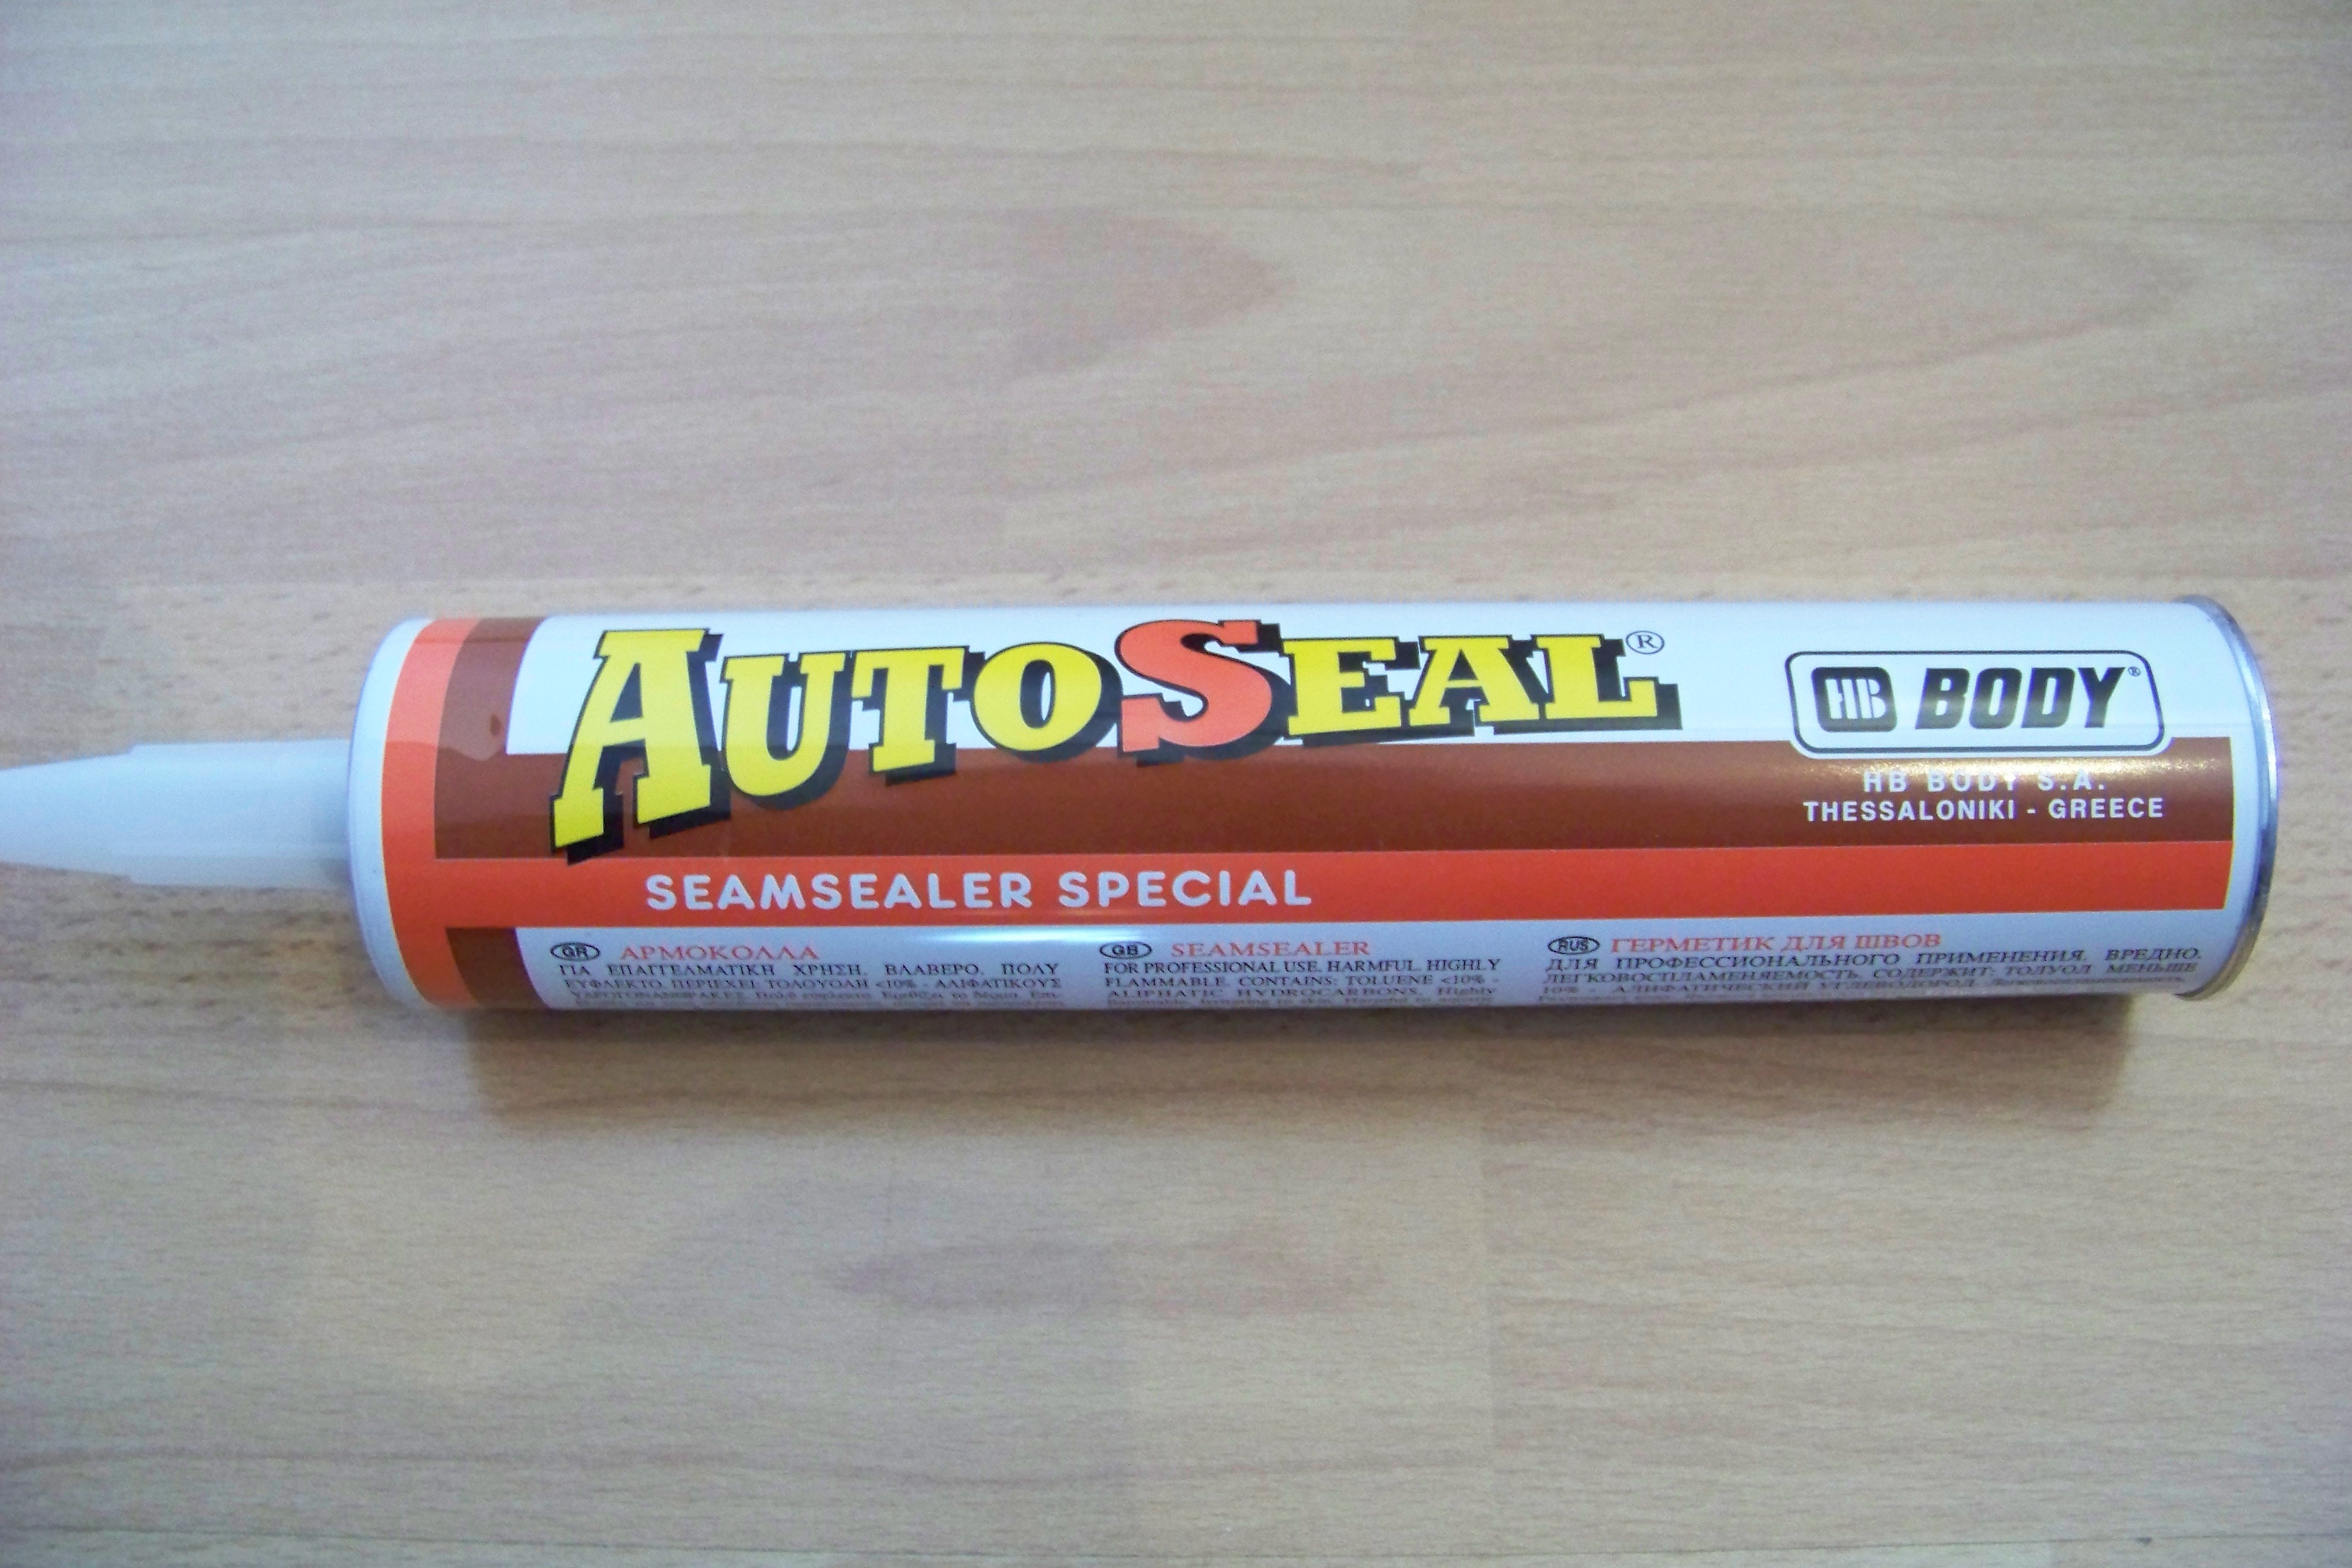 AUTOSEAL®
HB BODY®
HB BODY S.A.
THESSALONIKI - GREECE
SEAMSEALER SPECIAL
GR ΑΡΜΟΚΟΛΛΑ
ΓΙΑ ΕΠΑΓΓΕΛΜΑΤΙΚΗ ΧΡΗΣΗ. ΒΛΑΒΕΡΟ. ΠΟΛΥ
ΕΥΦΛΕΚΤΟ. ΠΕΡΙΕΧΕΙ ΤΟΛΟΥΟΛΗ <10% - ΑΛΙΦΑΤΙΚΟΥΣ
ΥΔΡΟΓΟΝΑΝΘΡΑΚΕΣ.
GB SEAMSEALER
FOR PROFESSIONAL USE. HARMFUL. HIGHLY
FLAMMABLE. CONTAINS: TOLUENE <10% -
ALIPHATIC HYDROCARBONS. Highly
RUS ГЕРМЕТИК ДЛЯ ШВОВ
ДЛЯ ПРОФЕССИОНАЛЬНОГО ПРИМЕНЕНИЯ. ВРЕДНО.
ЛЕГКОВОСПЛАМЕНЯЕМОСТЬ. СОДЕРЖИТ: ТОЛУОЛ МЕНЬШЕ
10% - АЛИФАТИЧЕСКИЙ УГЛЕВОДОРОД.